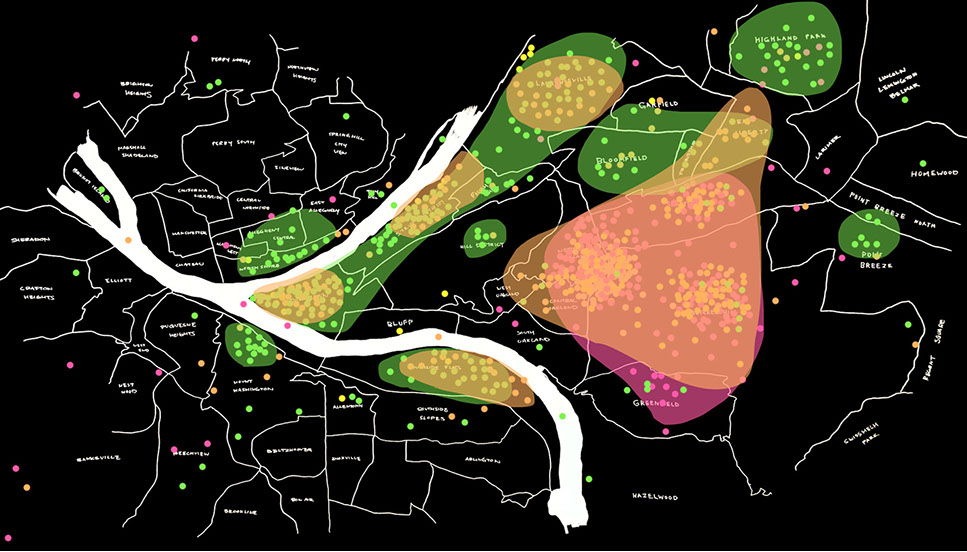 PERRY NORTH
NORTHVIEW
HEIGHTS
BRIGHTON
HEIGHTS
MARSHALL
SHADELAND
PERRY SOUTH
SPRING HILL
CITY
VIEW
FINEVIEW
CALIFORNIA
KIRKBRIDE
CENTRAL
NORTHSIDE
EAST
ALLEGHENY
MANCHESTER
ALLEGHENY
CENTER
NORTH SHORE
CHATEAU
SHERADEN
ELLIOTT
CRAFTON
HEIGHTS
DUQUESNE
HEIGHTS
WEST
END
WEST
WOOD
MOUNT
WASHINGTON
ALLENTOWN
SOUTHSIDE
SLOPES
BANKSVILLE
BEECHVIEW
BELTZHOOVER
KNOXVILLE
ARLINGTON
BON AIR
BROOKLINE
BLUFF
HILL DISTRICT
WEST
OAKLAND
CENTRAL
OAKLAND
SOUTH
OAKLAND
LAWRENCEVILLE
GARFIELD
BLOOMFIELD
HIGHLAND PARK
LINCOLN
LEMINGTON
BELMAR
LARIMER
HOMEWOOD
POINT BREEZE NORTH
POINT
BREEZE
REGENT SQUARE
SWISSHELM
PARK
GREENFIELD
HAZELWOOD